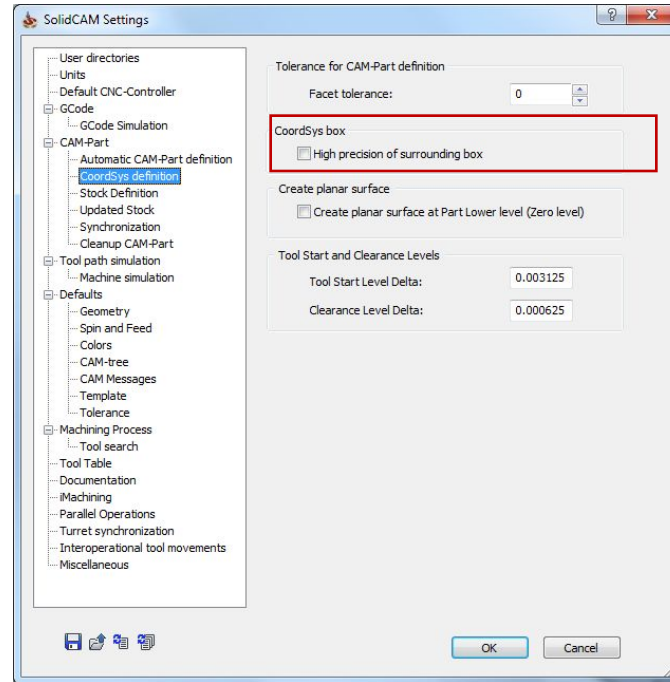 SolidCAM Settings
User directories
Units
Default CNC-Controller
GCode
GCode Simulation
CAM-Part
Automatic CAM-Part definition
CoordSys definition
Stock Definition
Updated Stock
Synchronization
Cleanup CAM-Part
Tool path simulation
Machine simulation
Defaults
Geometry
Spin and Feed
Colors
CAM-tree
CAM Messages
Template
Tolerance
Machining Process
Tool search
Tool Table
Documentation
iMachining
Parallel Operations
Turret synchronization
Interoperational tool movements
Miscellaneous
Tolerance for CAM-Part definition
Facet tolerance: 0
CoordSys box
High precision of surrounding box
Create planar surface
Create planar surface at Part Lower level (Zero level)
Tool Start and Clearance Levels
Tool Start Level Delta: 0.003125
Clearance Level Delta: 0.000625
OK Cancel